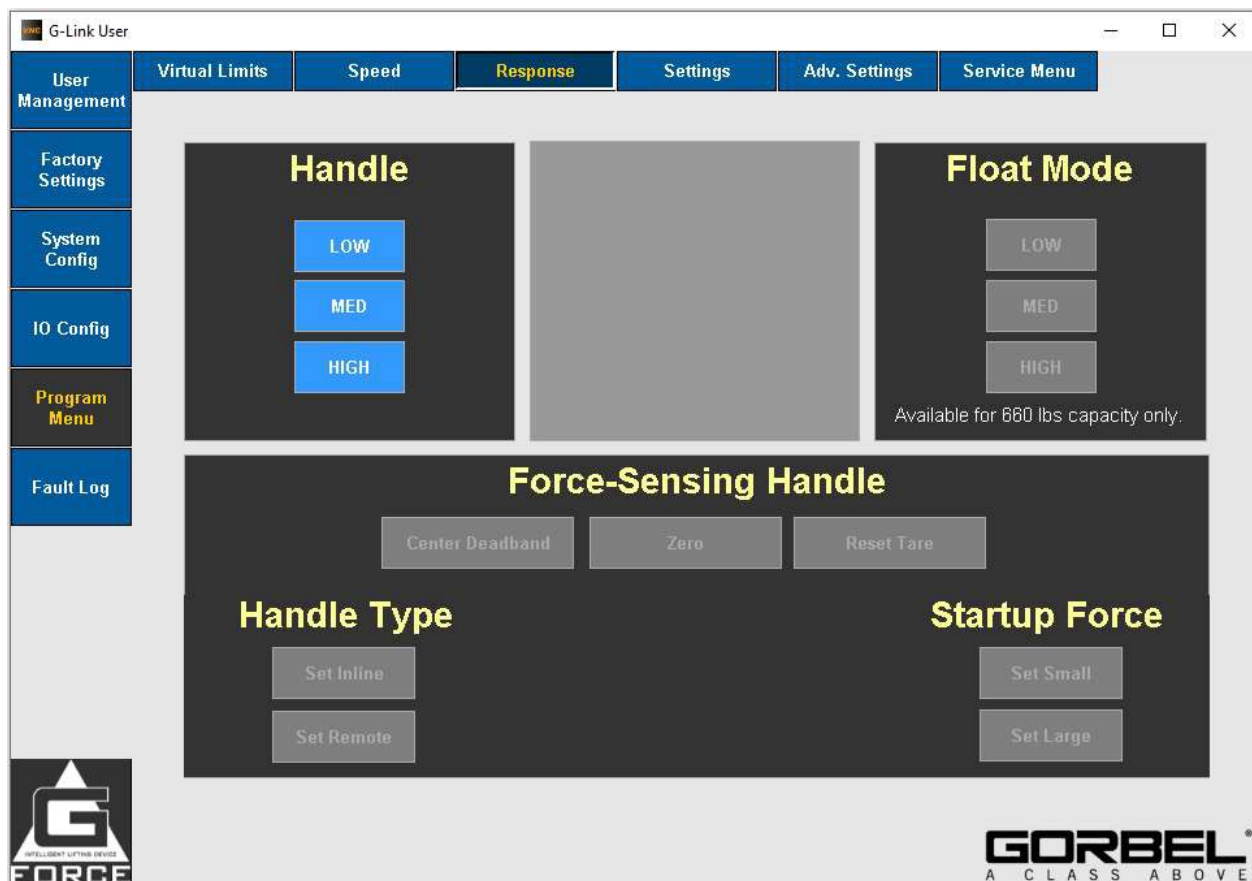 VNC G-Link User
User
Management
Virtual Limits
Speed
Response
Settings
Adv. Settings
Service Menu
Factory
Settings
System
Config
IO Config
Program
Menu
Fault Log
Handle
LOW
MED
HIGH
Float Mode
LOW
MED
HIGH
Available for 660 lbs capacity only.
Force-Sensing Handle
Center Deadband
Zero
Reset Tare
Handle Type
Set Inline
Set Remote
Startup Force
Set Small
Set Large
G
INTELLIGENT LIFTING DEVICE
FORCE
GORBEL®
A CLASS ABOVE